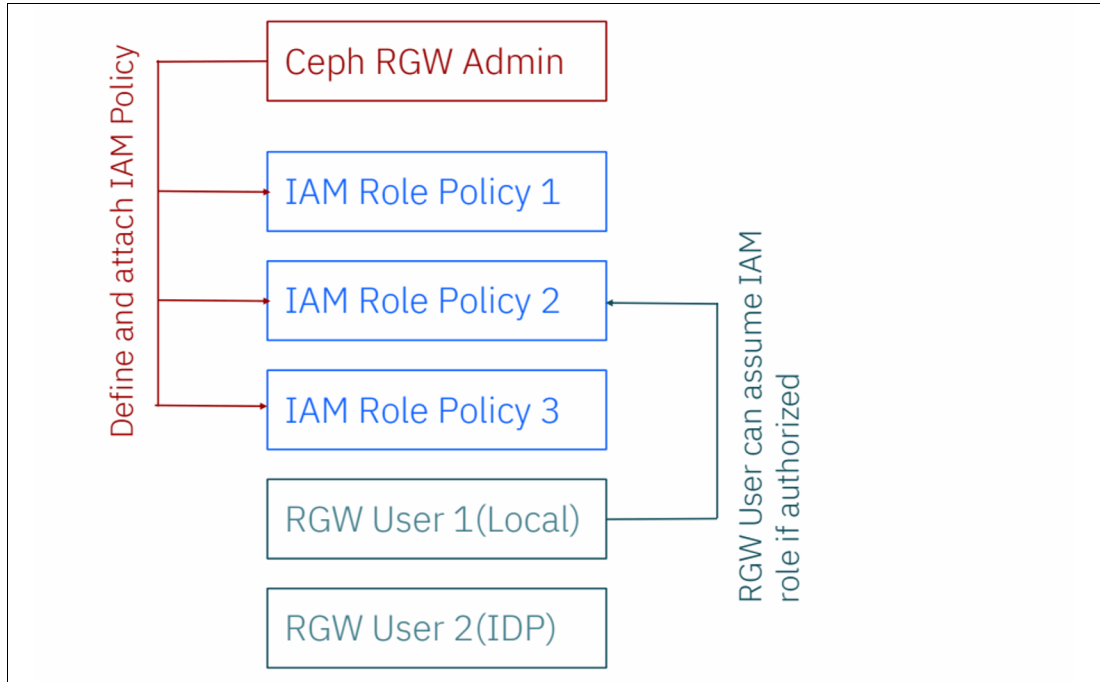 Define and attach IAM Policy
Ceph RGW Admin
IAM Role Policy 1
IAM Role Policy 2
IAM Role Policy 3
RGW User 1(Local)
RGW User 2(IDP)
RGW User can assume IAM
role if authorized